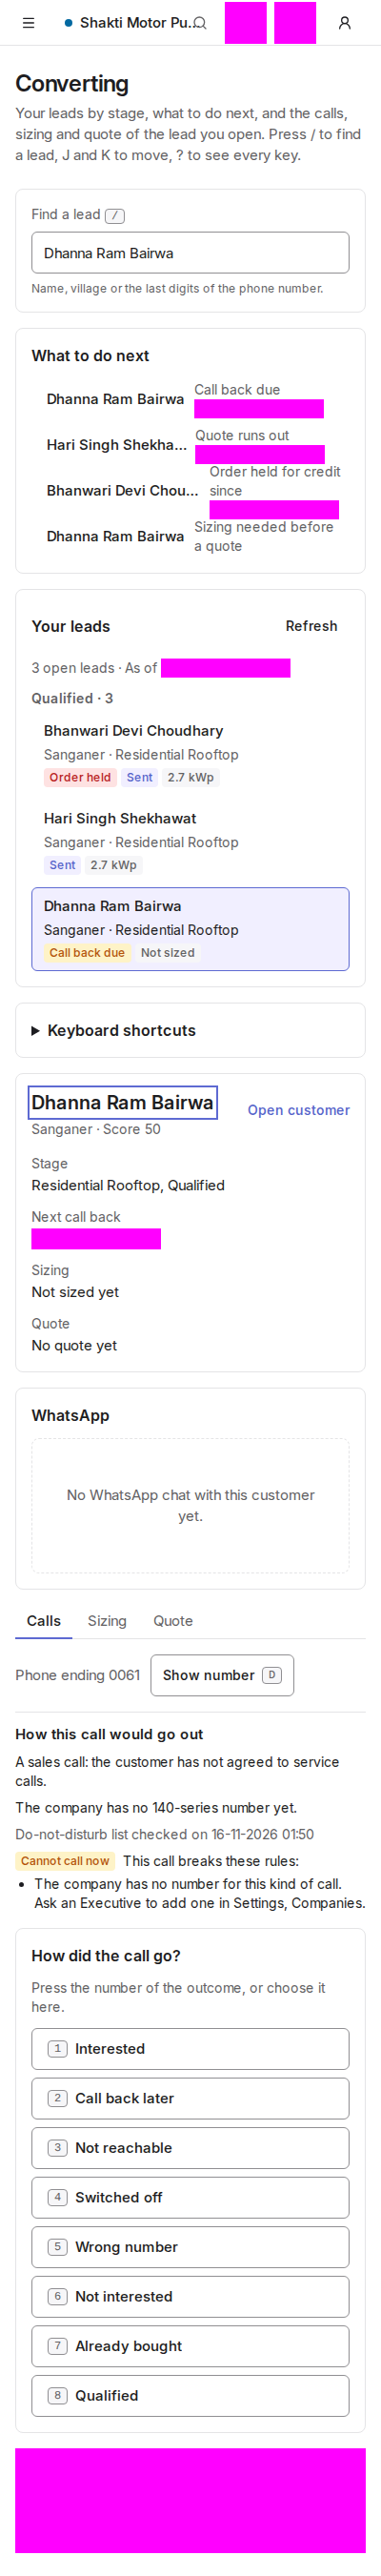 Shakti Motor Pu...
Converting
Your leads by stage, what to do next, and the calls,
sizing and quote of the lead you open. Press / to find
a lead, J and K to move, ? to see every key.
Find a lead /
Dhanna Ram Bairwa
Name, village or the last digits of the phone number.
What to do next
Dhanna Ram Bairwa
Call back due
Hari Singh Shekha...
Quote runs out
Bhanwari Devi Chou...
Order held for credit
since
Dhanna Ram Bairwa
Sizing needed before
a quote
Your leads
Refresh
3 open leads · As of
Qualified · 3
Bhanwari Devi Choudhary
Sanganer · Residential Rooftop
Order held Sent 2.7 kWp
Hari Singh Shekhawat
Sanganer · Residential Rooftop
Sent 2.7 kWp
Dhanna Ram Bairwa
Sanganer · Residential Rooftop
Call back due Not sized
Keyboard shortcuts
Dhanna Ram Bairwa
Open customer
Sanganer · Score 50
Stage
Residential Rooftop, Qualified
Next call back
Sizing
Not sized yet
Quote
No quote yet
WhatsApp
No WhatsApp chat with this customer
yet.
Calls Sizing Quote
Phone ending 0061 Show number D
How this call would go out
A sales call: the customer has not agreed to service
calls.
The company has no 140-series number yet.
Do-not-disturb list checked on 16-11-2026 01:50
Cannot call now This call breaks these rules:
• The company has no number for this kind of call.
Ask an Executive to add one in Settings, Companies.
How did the call go?
Press the number of the outcome, or choose it
here.
1 Interested
2 Call back later
3 Not reachable
4 Switched off
5 Wrong number
6 Not interested
7 Already bought
8 Qualified